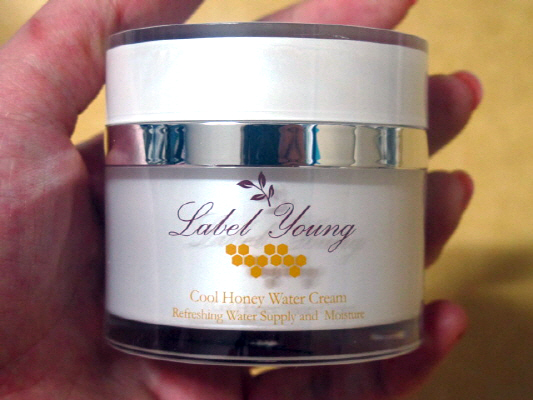 Label Young
Cool Honey Water Cream
Refreshing Water Supply and Moisture